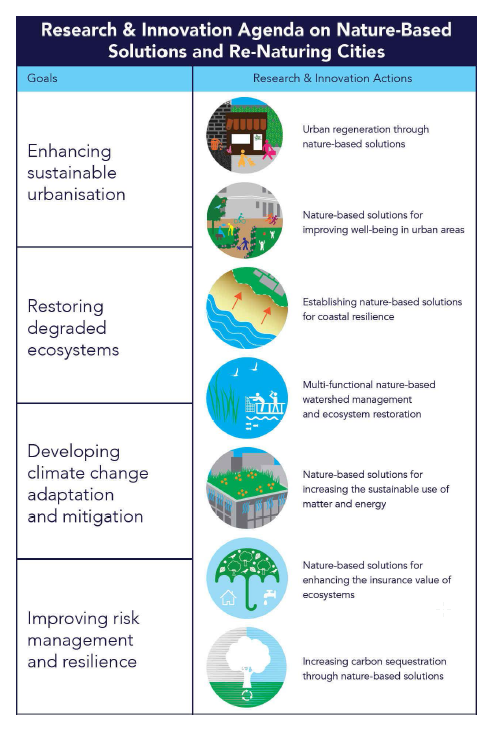 Research & Innovation Agenda on Nature-Based
Solutions and Re-Naturing Cities
Goals
Research & Innovation Actions
Enhancing
sustainable
urbanisation
Restoring
degraded
ecosystems
Developing
climate change
adaptation
and mitigation
Improving risk
management
and resilience
Urban regeneration through
nature-based solutions
Nature-based solutions for
improving well-being in urban areas
Establishing nature-based solutions
for coastal resilience
Multi-functional nature-based
watershed management
and ecosystem restoration
Nature-based solutions for
increasing the sustainable use of
matter and energy
Nature-based solutions for
enhancing the insurance value of
ecosystems
Increasing carbon sequestration
through nature-based solutions